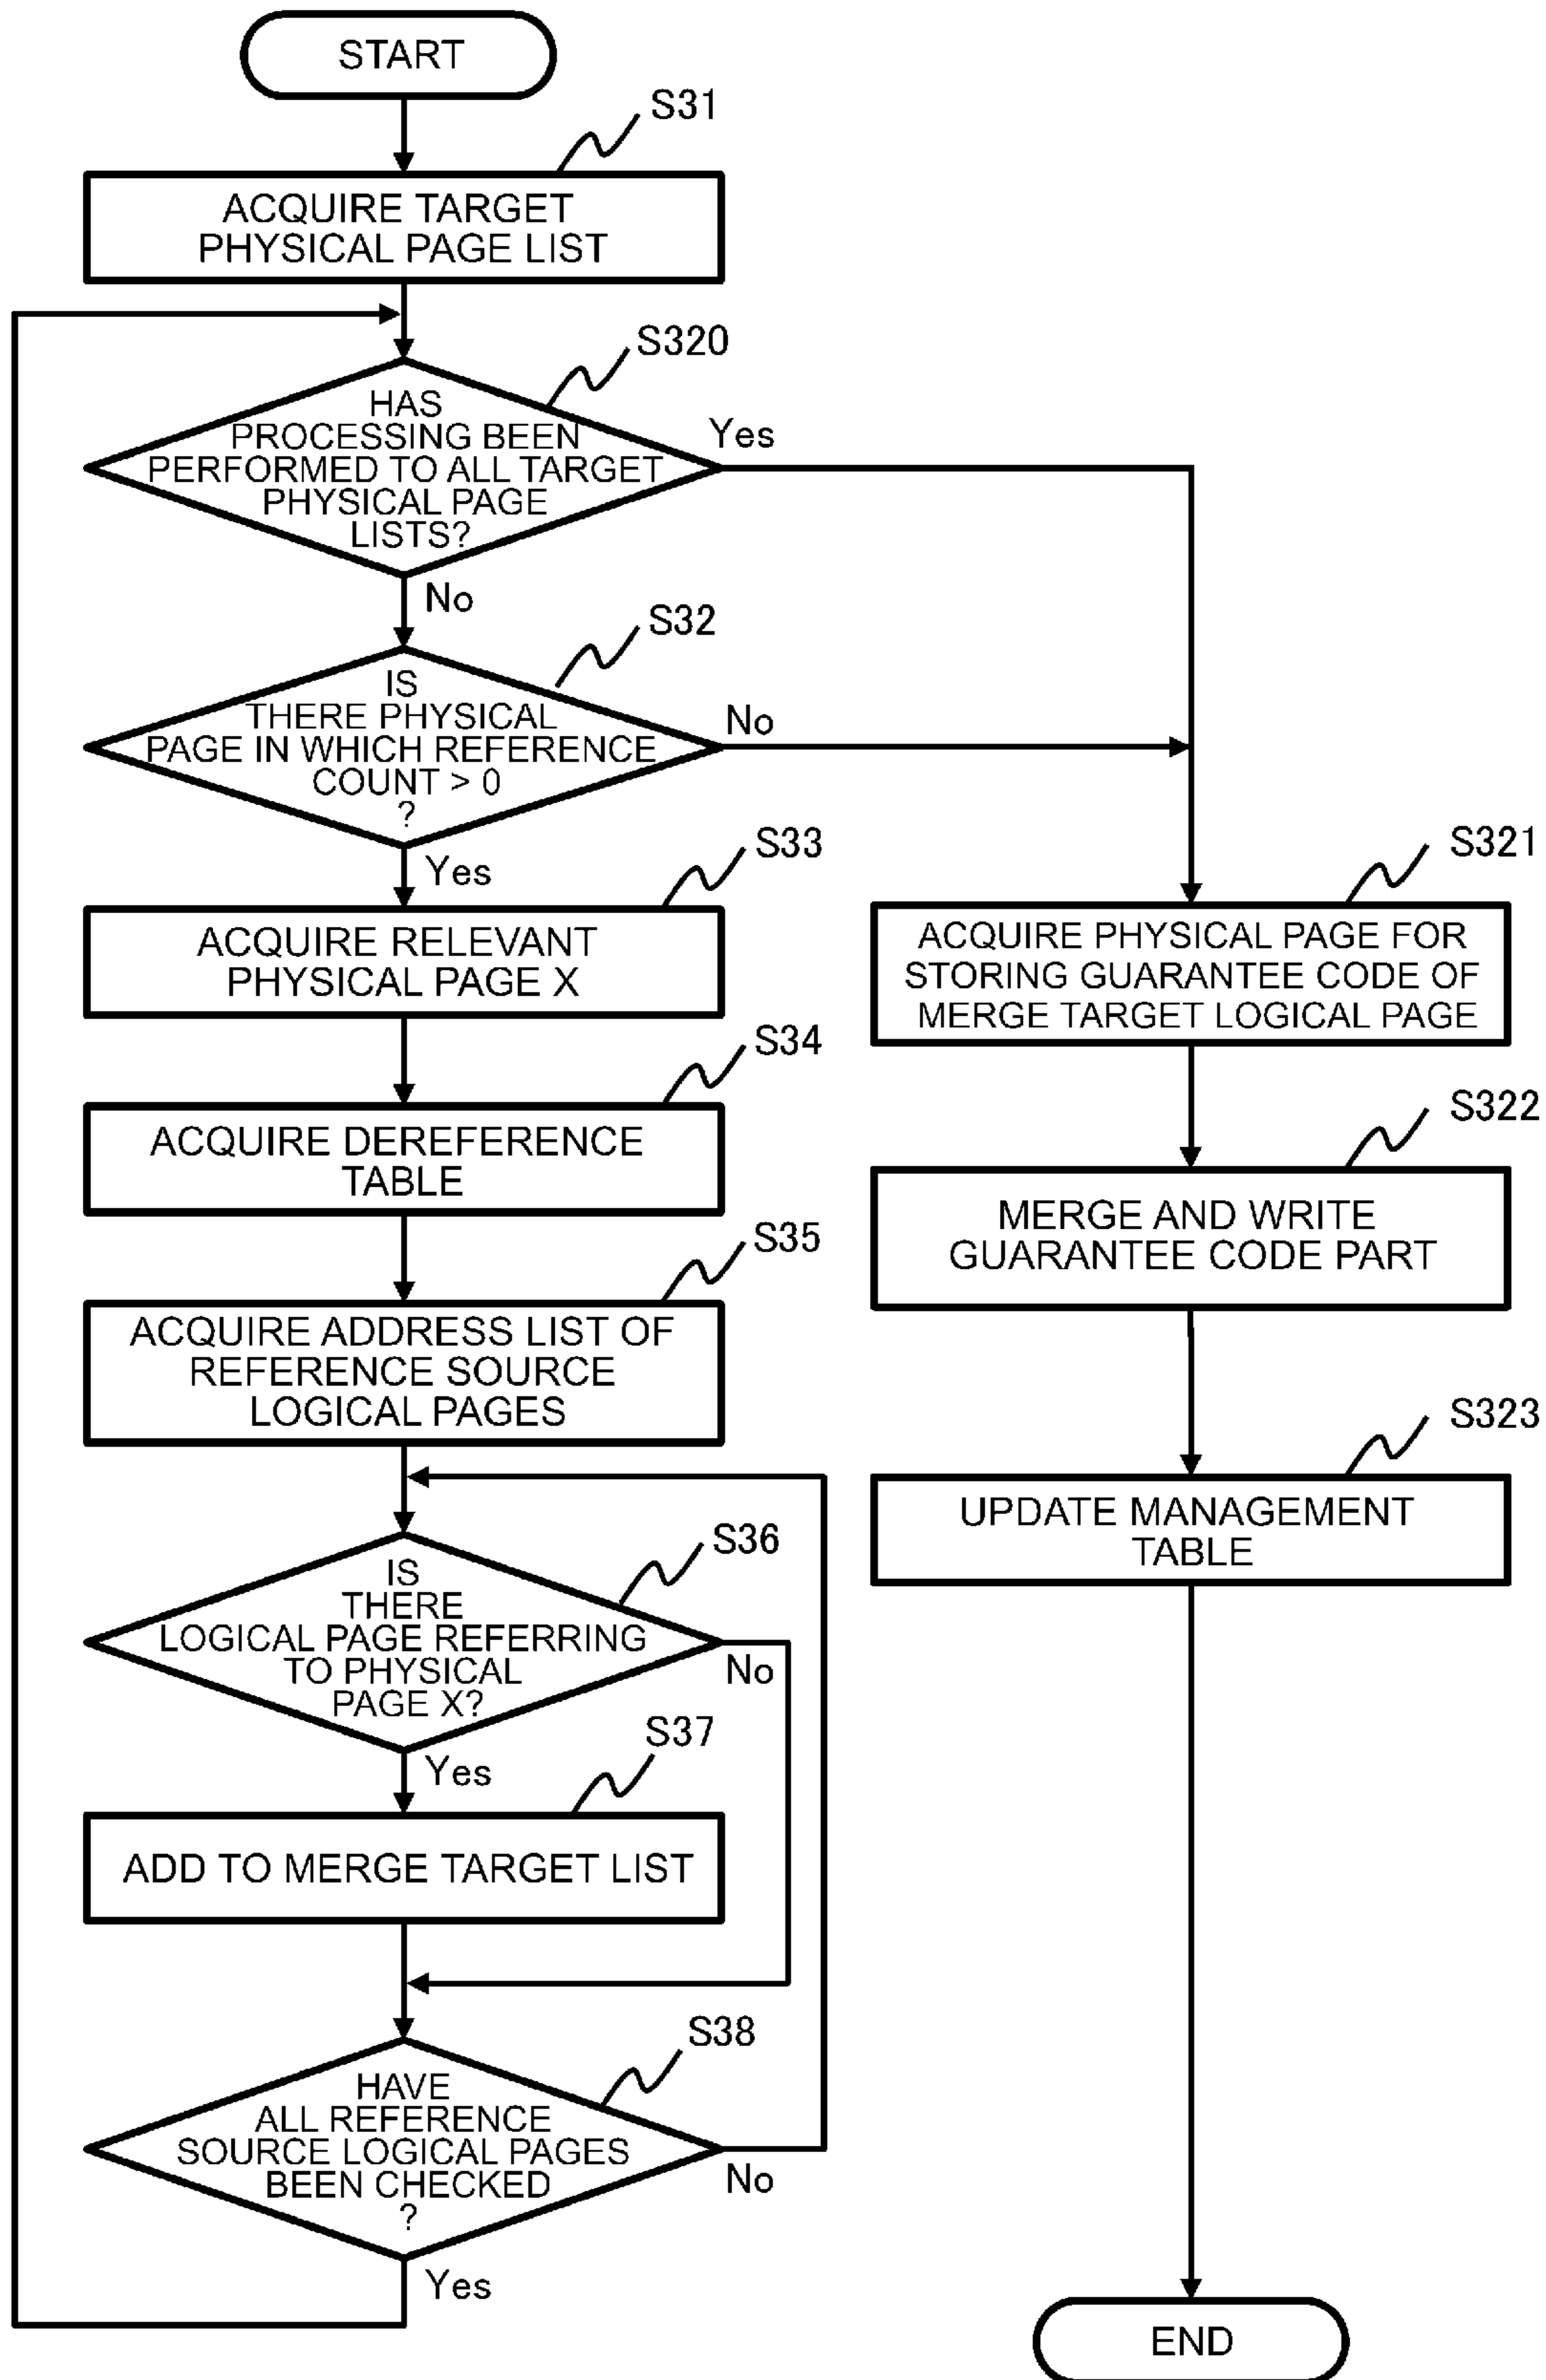 START
S31
ACQUIRE TARGET
PHYSICAL PAGE LIST
S320
HAS
PROCESSING BEEN
PERFORMED TO ALL TARGET
PHYSICAL PAGE
LISTS?
Yes
No
S32
IS
THERE PHYSICAL
PAGE IN WHICH REFERENCE
COUNT > 0
?
No
Yes
S33
ACQUIRE RELEVANT
PHYSICAL PAGE X
S34
ACQUIRE DEREFERENCE
TABLE
S35
ACQUIRE ADDRESS LIST OF
REFERENCE SOURCE
LOGICAL PAGES
S36
IS
THERE
LOGICAL PAGE REFERRING
TO PHYSICAL
PAGE X?
No
Yes
S37
ADD TO MERGE TARGET LIST
S38
HAVE
ALL REFERENCE
SOURCE LOGICAL PAGES
BEEN CHECKED
?
No
Yes
S321
ACQUIRE PHYSICAL PAGE FOR
STORING GUARANTEE CODE OF
MERGE TARGET LOGICAL PAGE
S322
MERGE AND WRITE
GUARANTEE CODE PART
S323
UPDATE MANAGEMENT
TABLE
END